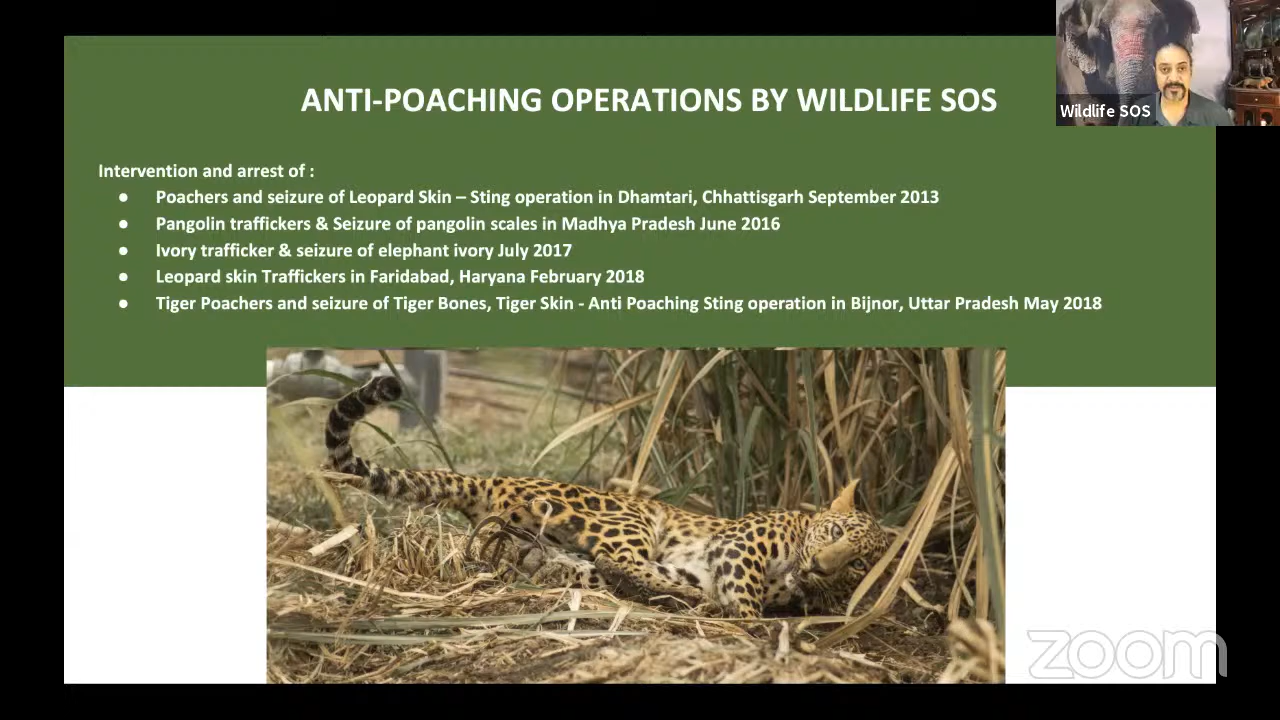 ANTI-POACHING OPERATIONS BY WILDLIFE SOS
Wildlife SOS
Intervention and arrest of :
● Poachers and seizure of Leopard Skin – Sting operation in Dhamtari, Chhattisgarh September 2013
● Pangolin traffickers & Seizure of pangolin scales in Madhya Pradesh June 2016
● Ivory trafficker & seizure of elephant ivory July 2017
● Leopard skin Traffickers in Faridabad, Haryana February 2018
● Tiger Poachers and seizure of Tiger Bones, Tiger Skin - Anti Poaching Sting operation in Bijnor, Uttar Pradesh May 2018
zoom